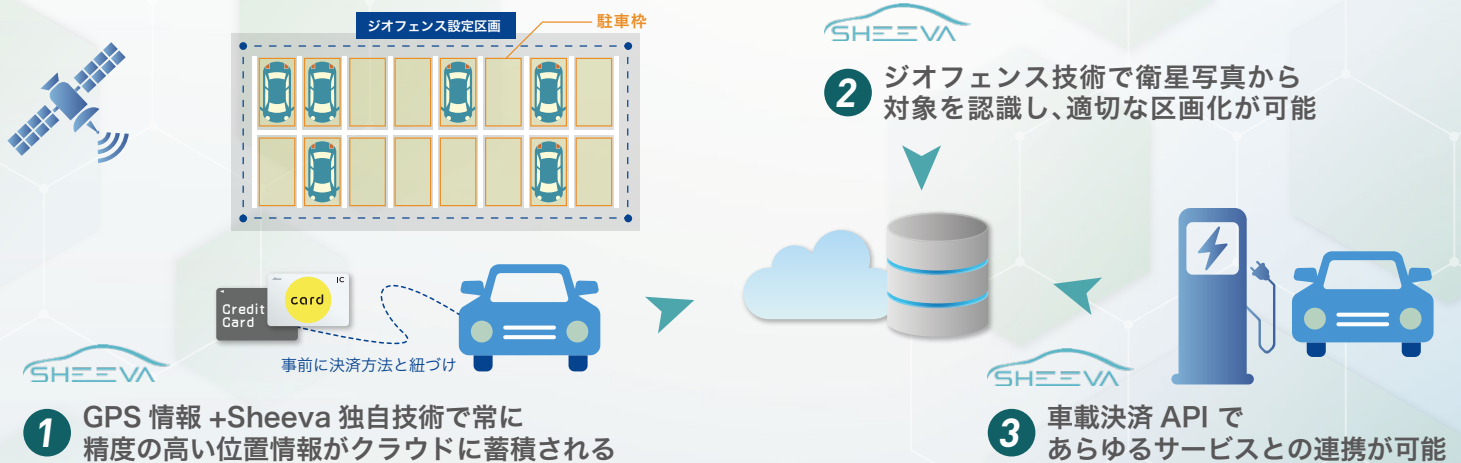 ジオフェンス設定区画
駐車枠
Credit
Card
card
IC
事前に決済方法と紐づけ
SHEEVA
1
GPS 情報 +Sheeva 独自技術で常に
精度の高い位置情報がクラウドに蓄積される
SHEEVA
2
ジオフェンス技術で衛星写真から
対象を認識し、適切な区画化が可能
SHEEVA
3
車載決済 API で
あらゆるサービスとの連携が可能